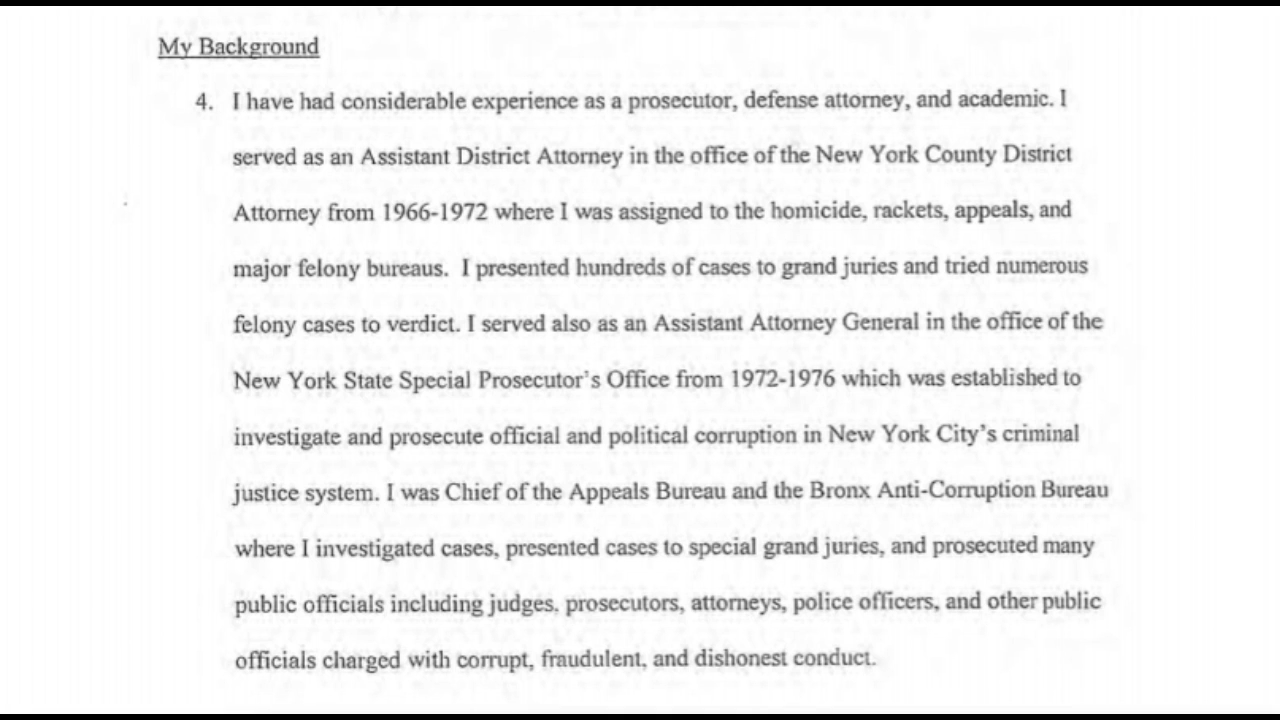 My Background
4. I have had considerable experience as a prosecutor, defense attorney, and academic. I
served as an Assistant District Attorney in the office of the New York County District
Attorney from 1966-1972 where I was assigned to the homicide, rackets, appeals, and
major felony bureaus.  I presented hundreds of cases to grand juries and tried numerous
felony cases to verdict. I served also as an Assistant Attorney General in the office of the
New York State Special Prosecutor's Office from 1972-1976 which was established to
investigate and prosecute official and political corruption in New York City's criminal
justice system. I was Chief of the Appeals Bureau and the Bronx Anti-Corruption Bureau
where I investigated cases, presented cases to special grand juries, and prosecuted many
public officials including judges, prosecutors, attorneys, police officers, and other public
officials charged with corrupt, fraudulent, and dishonest conduct.